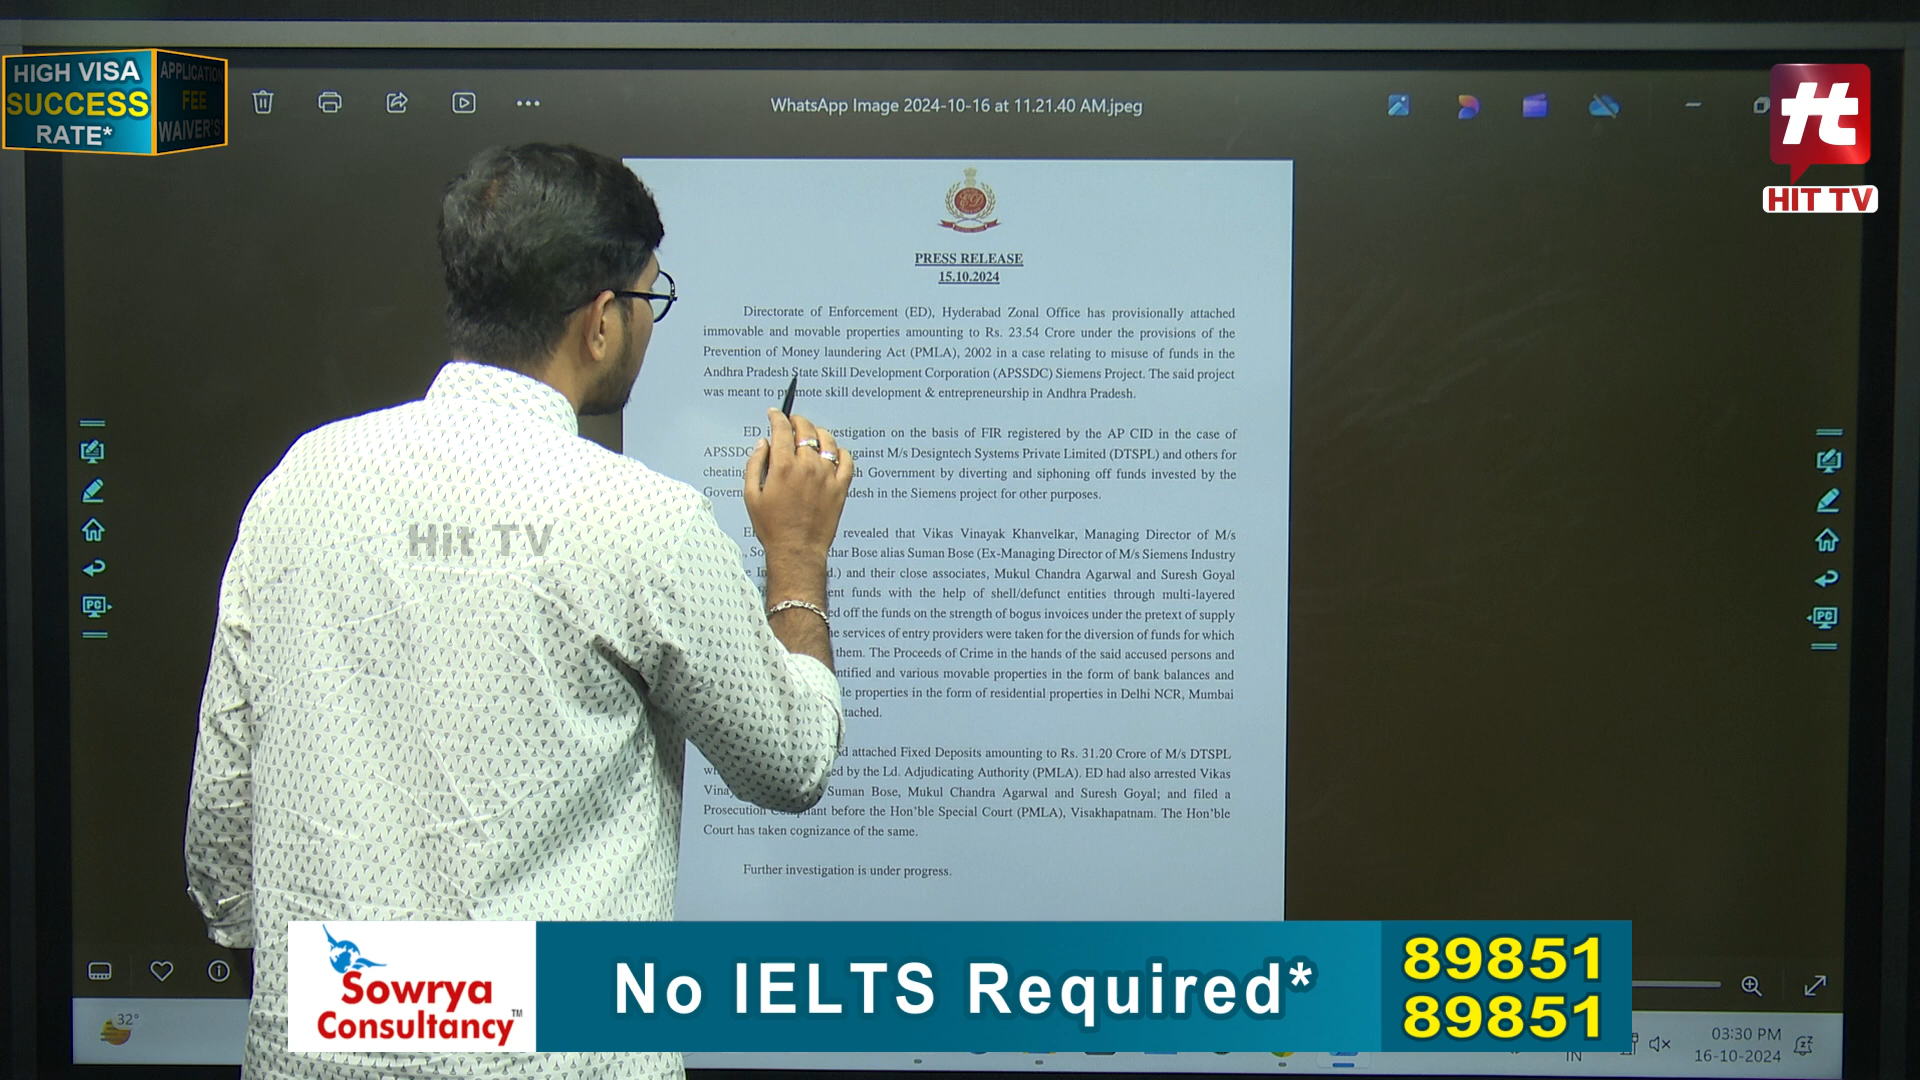 HIGH VISA
SUCCESS
RATE*
APPLICATION
FEE
WAIVER'S
WhatsApp Image 2024-10-16 at 11.21.40 AM.jpeg
HIT TV
PRESS RELEASE
15.10.2024
Directorate of Enforcement (ED), Hyderabad Zonal Office has provisionally attached
immovable and movable properties amounting to Rs. 23.54 Crore under the provisions of the
Prevention of Money laundering Act (PMLA), 2002 in a case relating to misuse of funds in the
Andhra Pradesh State Skill Development Corporation (APSSDC) Siemens Project. The said project
was meant to promote skill development & entrepreneurship in Andhra Pradesh.
ED investigation on the basis of FIR registered by the AP CID in the case of
APSSDC against M/s Designtech Systems Private Limited (DTSPL) and others for
cheating Government by diverting and siphoning off funds invested by the
in the Siemens project for other purposes.
revealed that Vikas Vinayak Khanvelkar, Managing Director of M/s
Bose alias Suman Bose (Ex-Managing Director of M/s Siemens Industry
and their close associates, Mukul Chandra Agarwal and Suresh Goyal
funds with the help of shell/defunct entities through multi-layered
off the funds on the strength of bogus invoices under the pretext of supply
services of entry providers were taken for the diversion of funds for which
them. The Proceeds of Crime in the hands of the said accused persons and
and various movable properties in the form of bank balances and
properties in the form of residential properties in Delhi NCR, Mumbai
attached Fixed Deposits amounting to Rs. 31.20 Crore of M/s DTSPL
by the Ld. Adjudicating Authority (PMLA). ED had also arrested Vikas
Suman Bose, Mukul Chandra Agarwal and Suresh Goyal; and filed a
Prosecution before the Hon'ble Special Court (PMLA), Visakhapatnam. The Hon'ble
Court has taken cognizance of the same.
Further investigation is under progress.
Hit TV
PC
PC
Sowrya
Consultancy™
No IELTS Required*
89851
89851
32°
IN
03:30 PM
16-10-2024